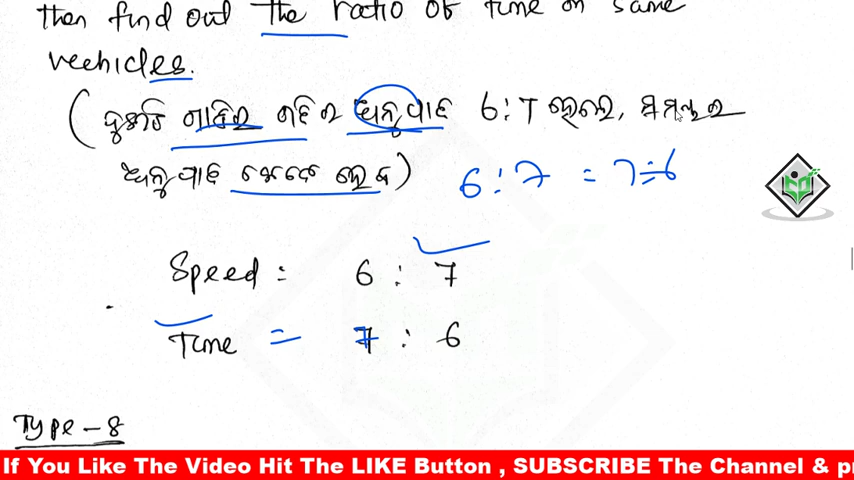 then find out the ratio of time of same
veehicles.
( ଦୁଇଟି ଗାଡିର ଗତି ର ଅନୁପାତ 6:7 ହେଲେ, ସମୟର
ଅନୁପାତ କେତେ ହେବ )
6:7 = 7:6
Speed = 6 : 7
Time = 7 : 6
Type-8
If You Like The Video Hit The LIKE Button , SUBSCRIBE The Channel & p